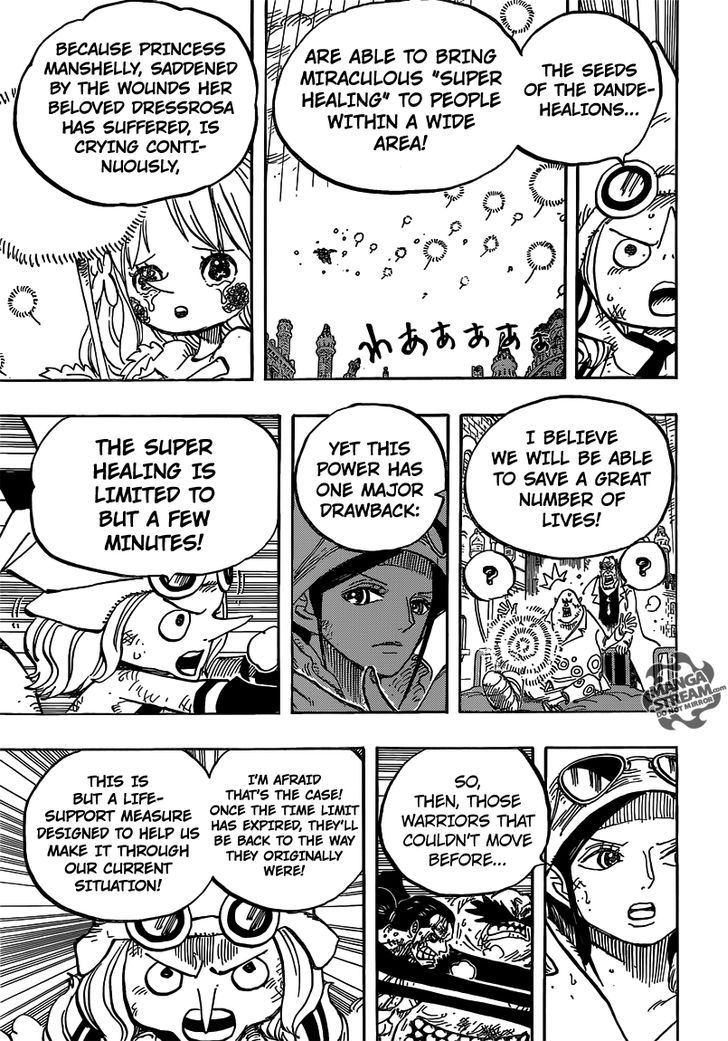 THE SEEDS
OF THE DANDE-
HEALIONS...
ARE ABLE TO BRING
MIRACULOUS "SUPER
HEALING" TO PEOPLE
WITHIN A WIDE
AREA!
わああああぁ
BECAUSE PRINCESS
MANSHELLY, SADDENED
BY THE WOUNDS HER
BELOVED DRESSROSA
HAS SUFFERED, IS
CRYING CONTI-
NUOUSLY,
I BELIEVE
WE WILL BE ABLE
TO SAVE A GREAT
NUMBER OF
LIVES!
?
?
MANGA
STREAM.com
DO NOT MIRROR
YET THIS
POWER HAS
ONE MAJOR
DRAWBACK:
THE SUPER
HEALING IS
LIMITED TO
BUT A FEW
MINUTES!
SO,
THEN, THOSE
WARRIORS THAT
COULDN'T MOVE
BEFORE...
I'M AFRAID
THAT'S THE CASE!
ONCE THE TIME LIMIT
HAS EXPIRED, THEY'LL
BE BACK TO THE WAY
THEY ORIGINALLY
WERE!
THIS IS
BUT A LIFE-
SUPPORT MEASURE
DESIGNED TO HELP US
MAKE IT THROUGH
OUR CURRENT
SITUATION!